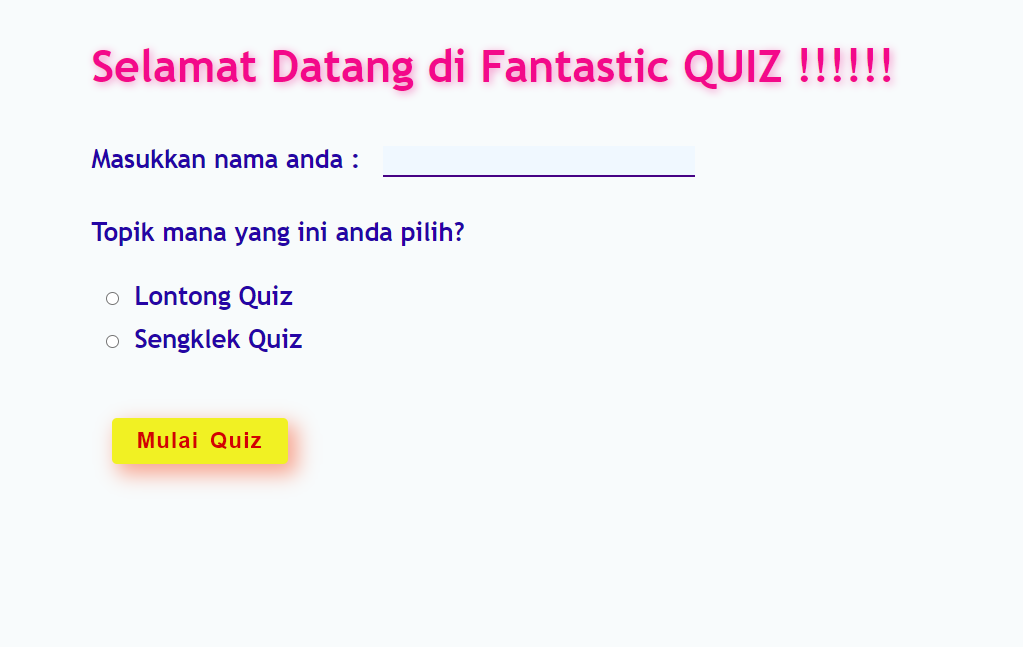 Selamat Datang di Fantastic QUIZ !!!!!!
Masukkan nama anda :
Topik mana yang ini anda pilih?
Lontong Quiz
Sengklek Quiz
Mulai Quiz